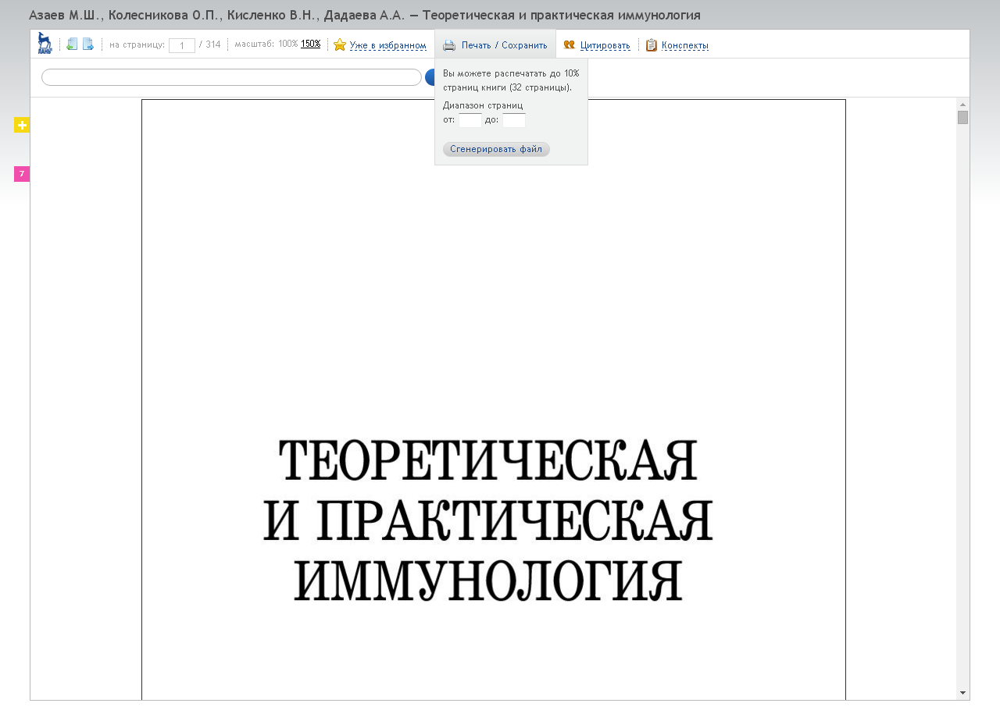 Азаев М.Ш., Колесникова О.П., Кисленко В.Н., Дадаева А.А. — Теоретическая и практическая иммунология
ЛАНЬ
на страницу: 1 / 314 масштаб: 100% 150% Уже в избранном Печать / Сохранить Цитировать Конспекты
Вы можете распечатать до 10%
страниц книги (32 страницы).
Диапазон страниц
от: до:
Сгенерировать файл
+
7
ТЕОРЕТИЧЕСКАЯ
И ПРАКТИЧЕСКАЯ
ИММУНОЛОГИЯ